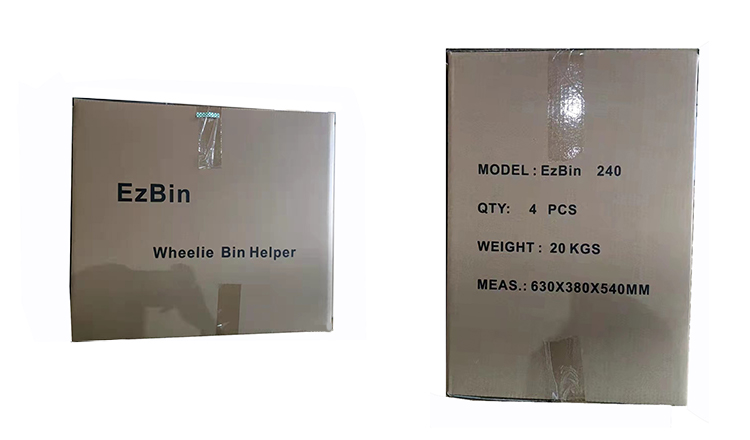 EzBin
Wheelie Bin Helper
MODEL : EzBin 240
QTY: 4 PCS
WEIGHT : 20 KGS
MEAS.: 630X380X540MM